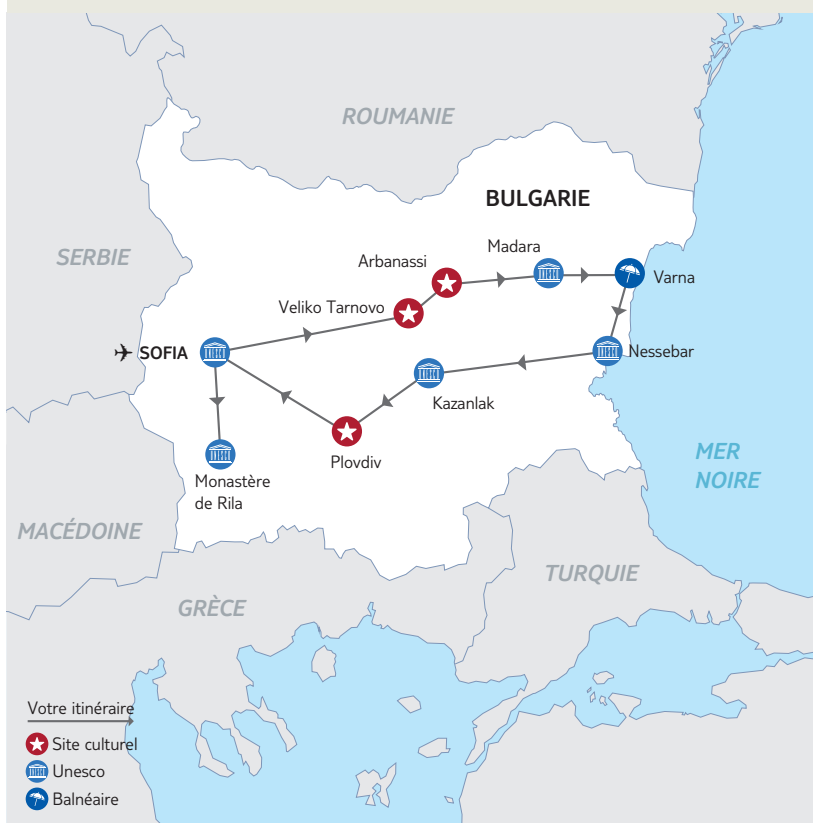 ROUMANIE
BULGARIE
SERBIE
Arbanassi
Madara
Varna
Veliko Tarnovo
SOFIA
UNESCO
Nessebar
Kazanlak
Plovdiv
Monastère
de Rila
MER
NOIRE
MACÉDOINE
TURQUIE
GRÈCE
Votre itinéraire
Site culturel
Unesco
Balnéaire